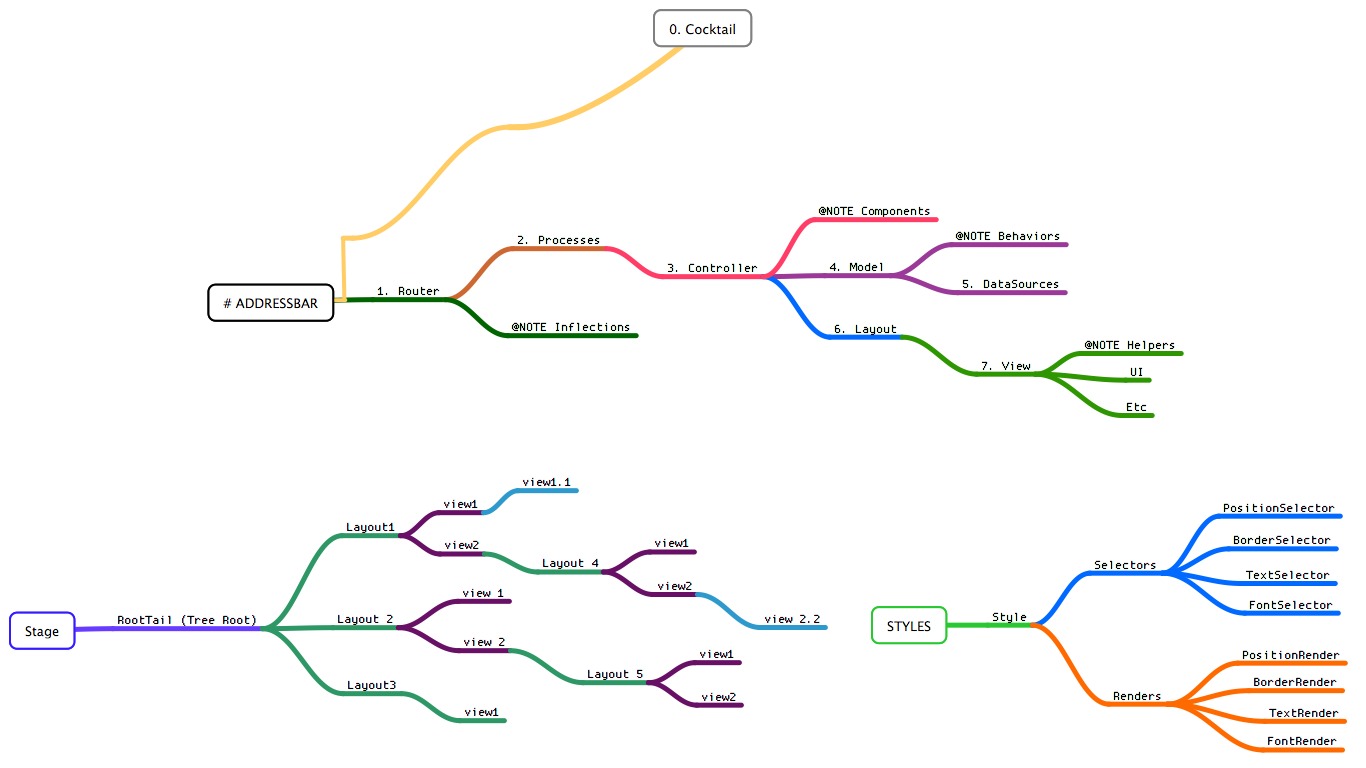 0. Cocktail
# ADDRESSBAR
1. Router
2. Processes
@NOTE Inflections
3. Controller
@NOTE Components
4. Model
@NOTE Behaviors
5. DataSources
6. Layout
7. View
@NOTE Helpers
UI
Etc
Stage
RootTail (Tree Root)
Layout1
view1
view1.1
view2
Layout 4
view1
view2
view 2.2
Layout 2
view 1
view 2
Layout 5
view1
view2
Layout3
view1
STYLES
Style
Selectors
PositionSelector
BorderSelector
TextSelector
FontSelector
Renders
PositionRender
BorderRender
TextRender
FontRender